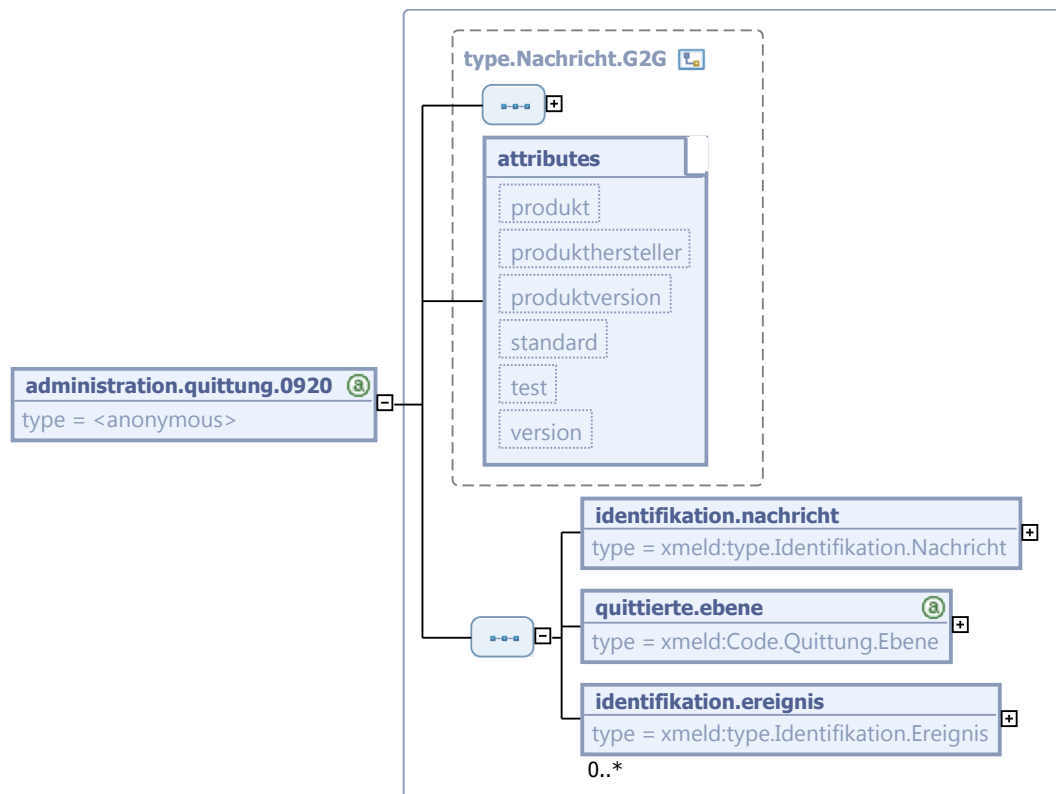 type.Nachricht.G2G
attributes
produkt
produkthersteller
produktversion
standard
test
version
administration.quittung.0920
type = <anonymous>
identifikation.nachricht
type = xmeld:type.Identifikation.Nachricht
quittierte.ebene
type = xmeld:Code.Quittung.Ebene
identifikation.ereignis
type = xmeld:type.Identifikation.Ereignis
0..*